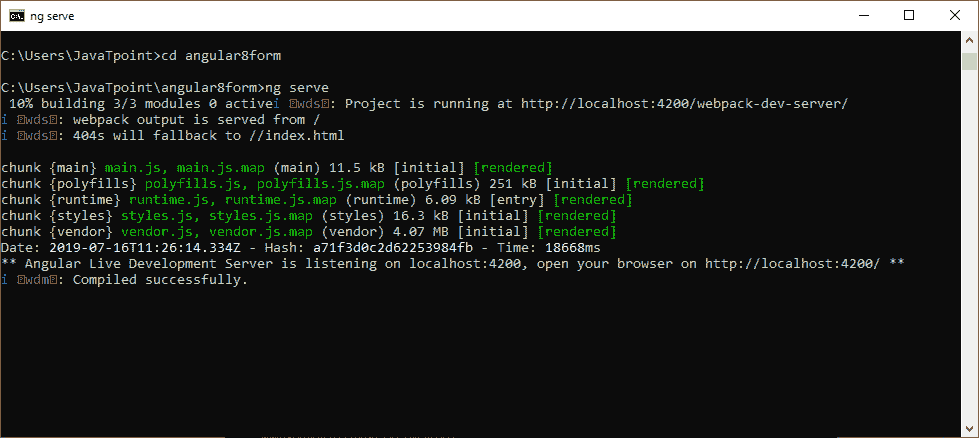 ng serve
C:\Users\JavaTpoint>cd angular8form
C:\Users\JavaTpoint\angular8form>ng serve
10% building 3/3 modules 0 activei ⍰wds⍰: Project is running at http://localhost:4200/webpack-dev-server/
i ⍰wds⍰: webpack output is served from /
i ⍰wds⍰: 404s will fallback to //index.html
chunk {main} main.js, main.js.map (main) 11.5 kB [initial] [rendered]
chunk {polyfills} polyfills.js, polyfills.js.map (polyfills) 251 kB [initial] [rendered]
chunk {runtime} runtime.js, runtime.js.map (runtime) 6.09 kB [entry] [rendered]
chunk {styles} styles.js, styles.js.map (styles) 16.3 kB [initial] [rendered]
chunk {vendor} vendor.js, vendor.js.map (vendor) 4.07 MB [initial] [rendered]
Date: 2019-07-16T11:26:14.334Z - Hash: a71f3d0c2d62253984fb - Time: 18668ms
** Angular Live Development Server is listening on localhost:4200, open your browser on http://localhost:4200/ **
i ⍰wdm⍰: Compiled successfully.